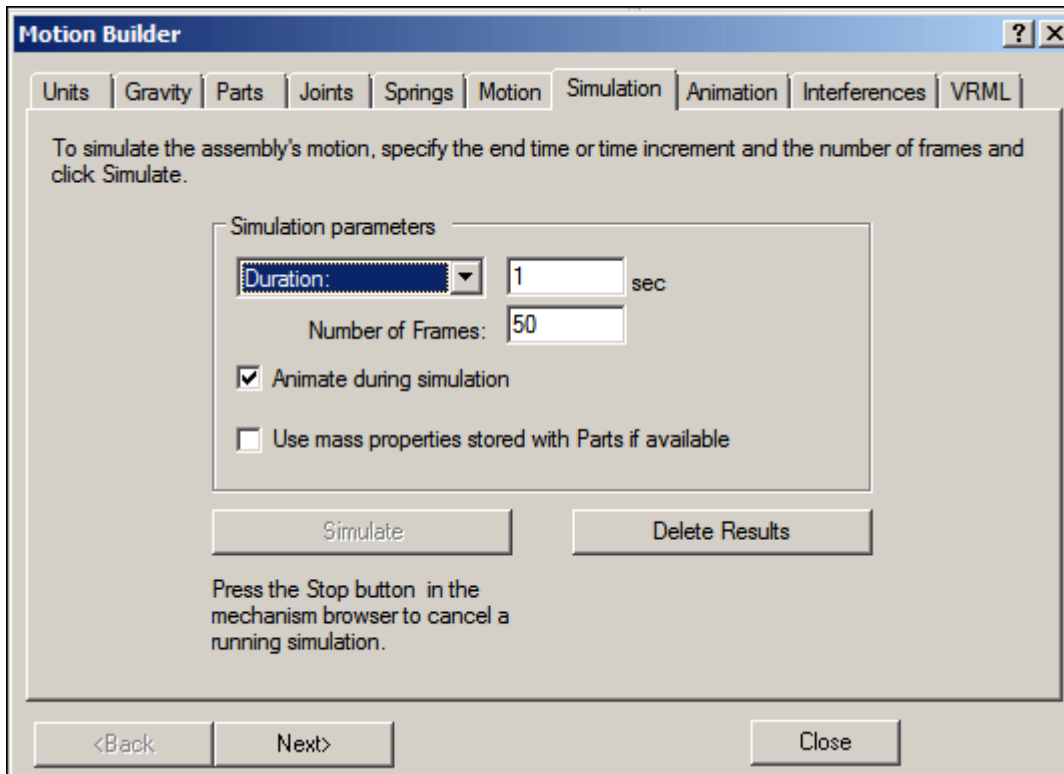 Motion Builder
Units Gravity Parts Joints Springs Motion Simulation Animation Interferences VRML
To simulate the assembly's motion, specify the end time or time increment and the number of frames and
click Simulate.
Simulation parameters
Duration: 1 sec
Number of Frames: 50
Animate during simulation
Use mass properties stored with Parts if available
Simulate Delete Results
Press the Stop button in the
mechanism browser to cancel a
running simulation.
<Back Next> Close